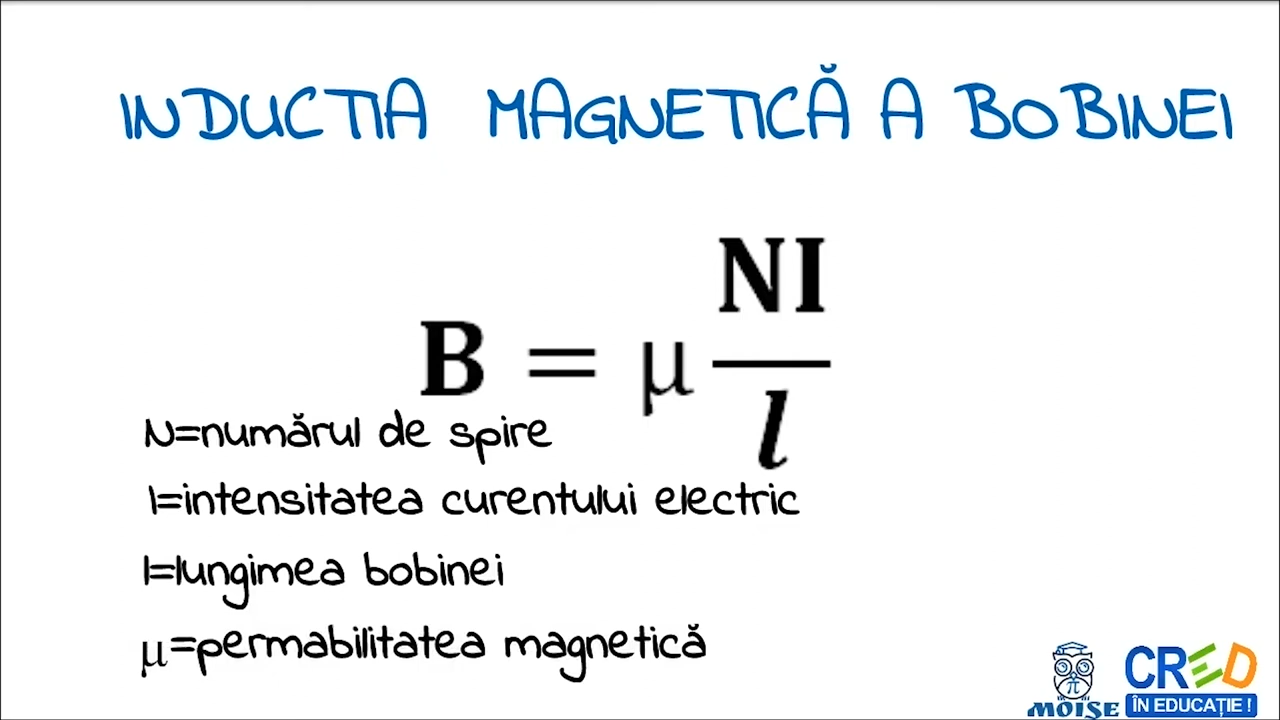 INDUCTIA MAGNETICĂ A BOBINEI
B = μ NI/l
N=numărul de spire
I=intensitatea curentului electric
l=lungimea bobinei
μ=permabilitatea magnetică
π
MOISE
CRED
ÎN EDUCAȚIE !